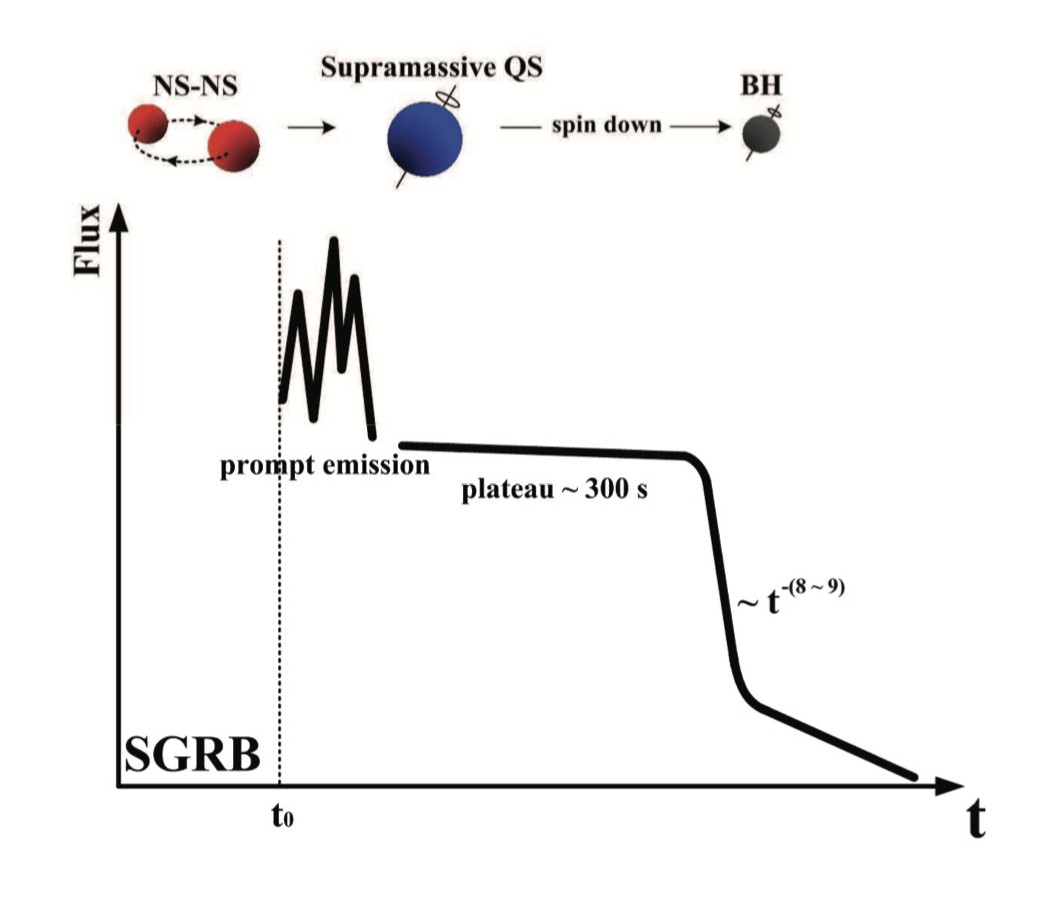 NS-NS
Supramassive QS
BH
spin down
Flux
prompt emission
plateau ~ 300 s
~ t-(8 ~ 9)
SGRB
t0
t